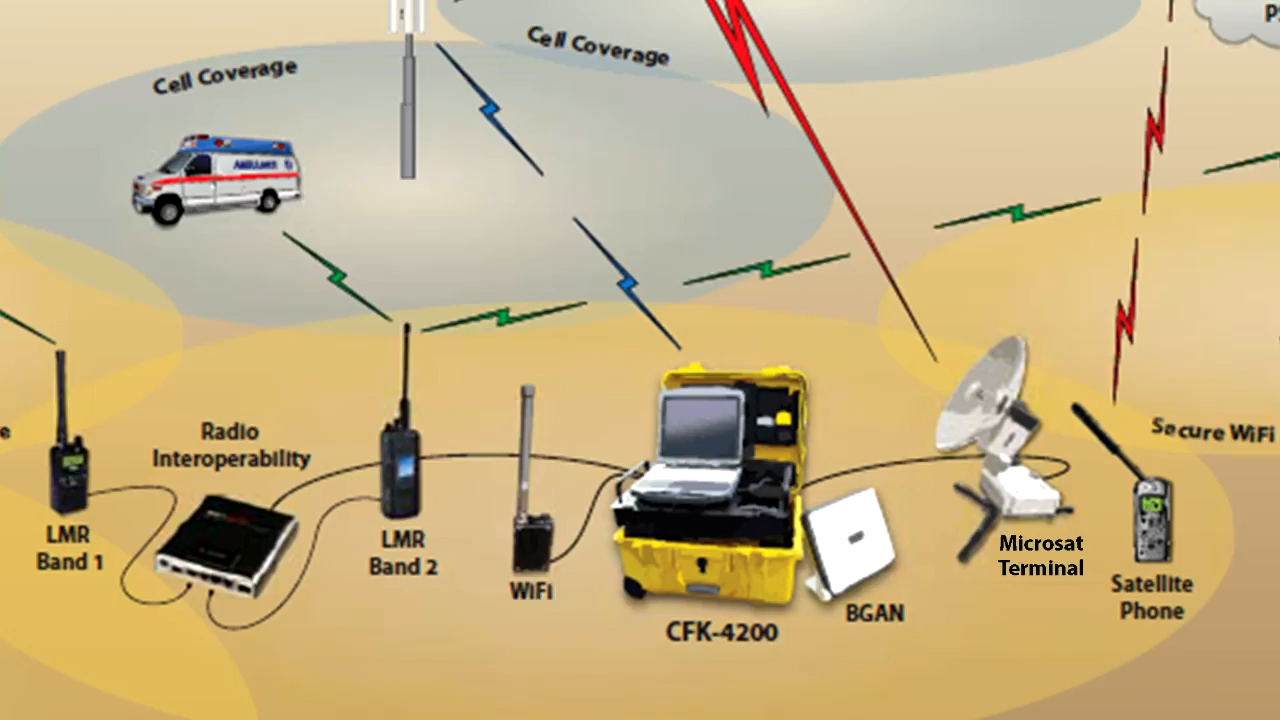 Cell Coverage
Cell Coverage
AMBULANCE
Radio
Interoperability
LMR
Band 1
LMR
Band 2
WiFi
CFK-4200
BGAN
Microsat
Terminal
Satellite
Phone
Secure WiFi